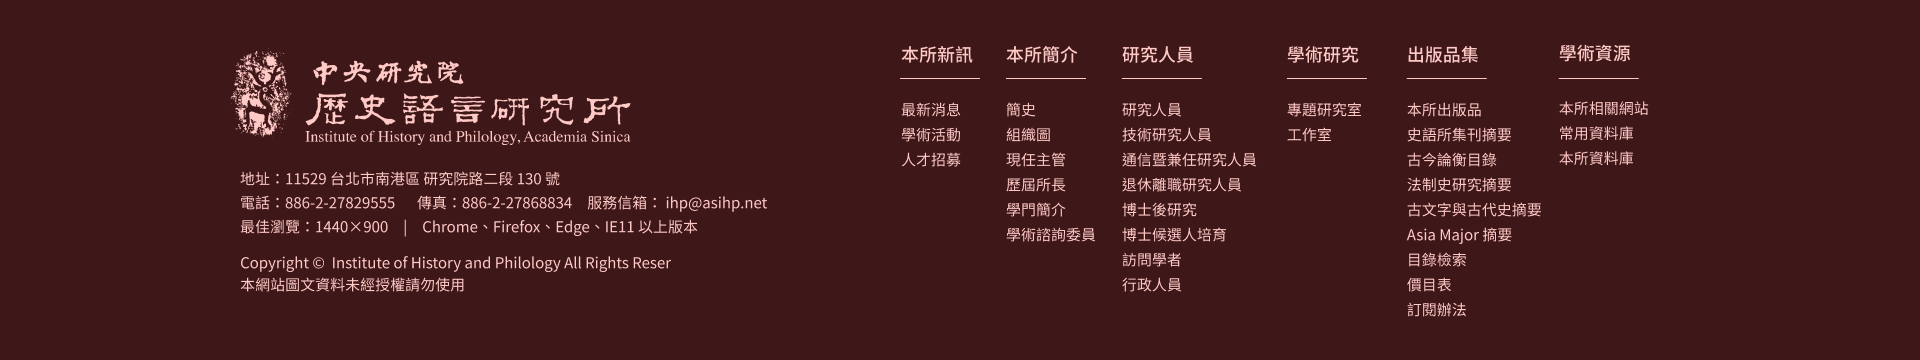 中央研究院
歷史語言研究所
Institute of History and Philology, Academia Sinica
地址：11529 台北市南港區 研究院路二段 130 號
電話：886-2-27829555 傳真：886-2-27868834 服務信箱： ihp@asihp.net
最佳瀏覽：1440×900 | Chrome、Firefox、Edge、IE11 以上版本
Copyright © Institute of History and Philology All Rights Reser
本網站圖文資料未經授權請勿使用
本所新訊
最新消息
學術活動
人才招募
本所簡介
簡史
組織圖
現任主管
歷屆所長
學門簡介
學術諮詢委員
研究人員
研究人員
技術研究人員
通信暨兼任研究人員
退休離職研究人員
博士後研究
博士候選人培育
訪問學者
行政人員
學術研究
專題研究室
工作室
出版品集
本所出版品
史語所集刊摘要
古今論衡目錄
法制史研究摘要
古文字與古代史摘要
Asia Major 摘要
目錄檢索
價目表
訂閱辦法
學術資源
本所相關網站
常用資料庫
本所資料庫